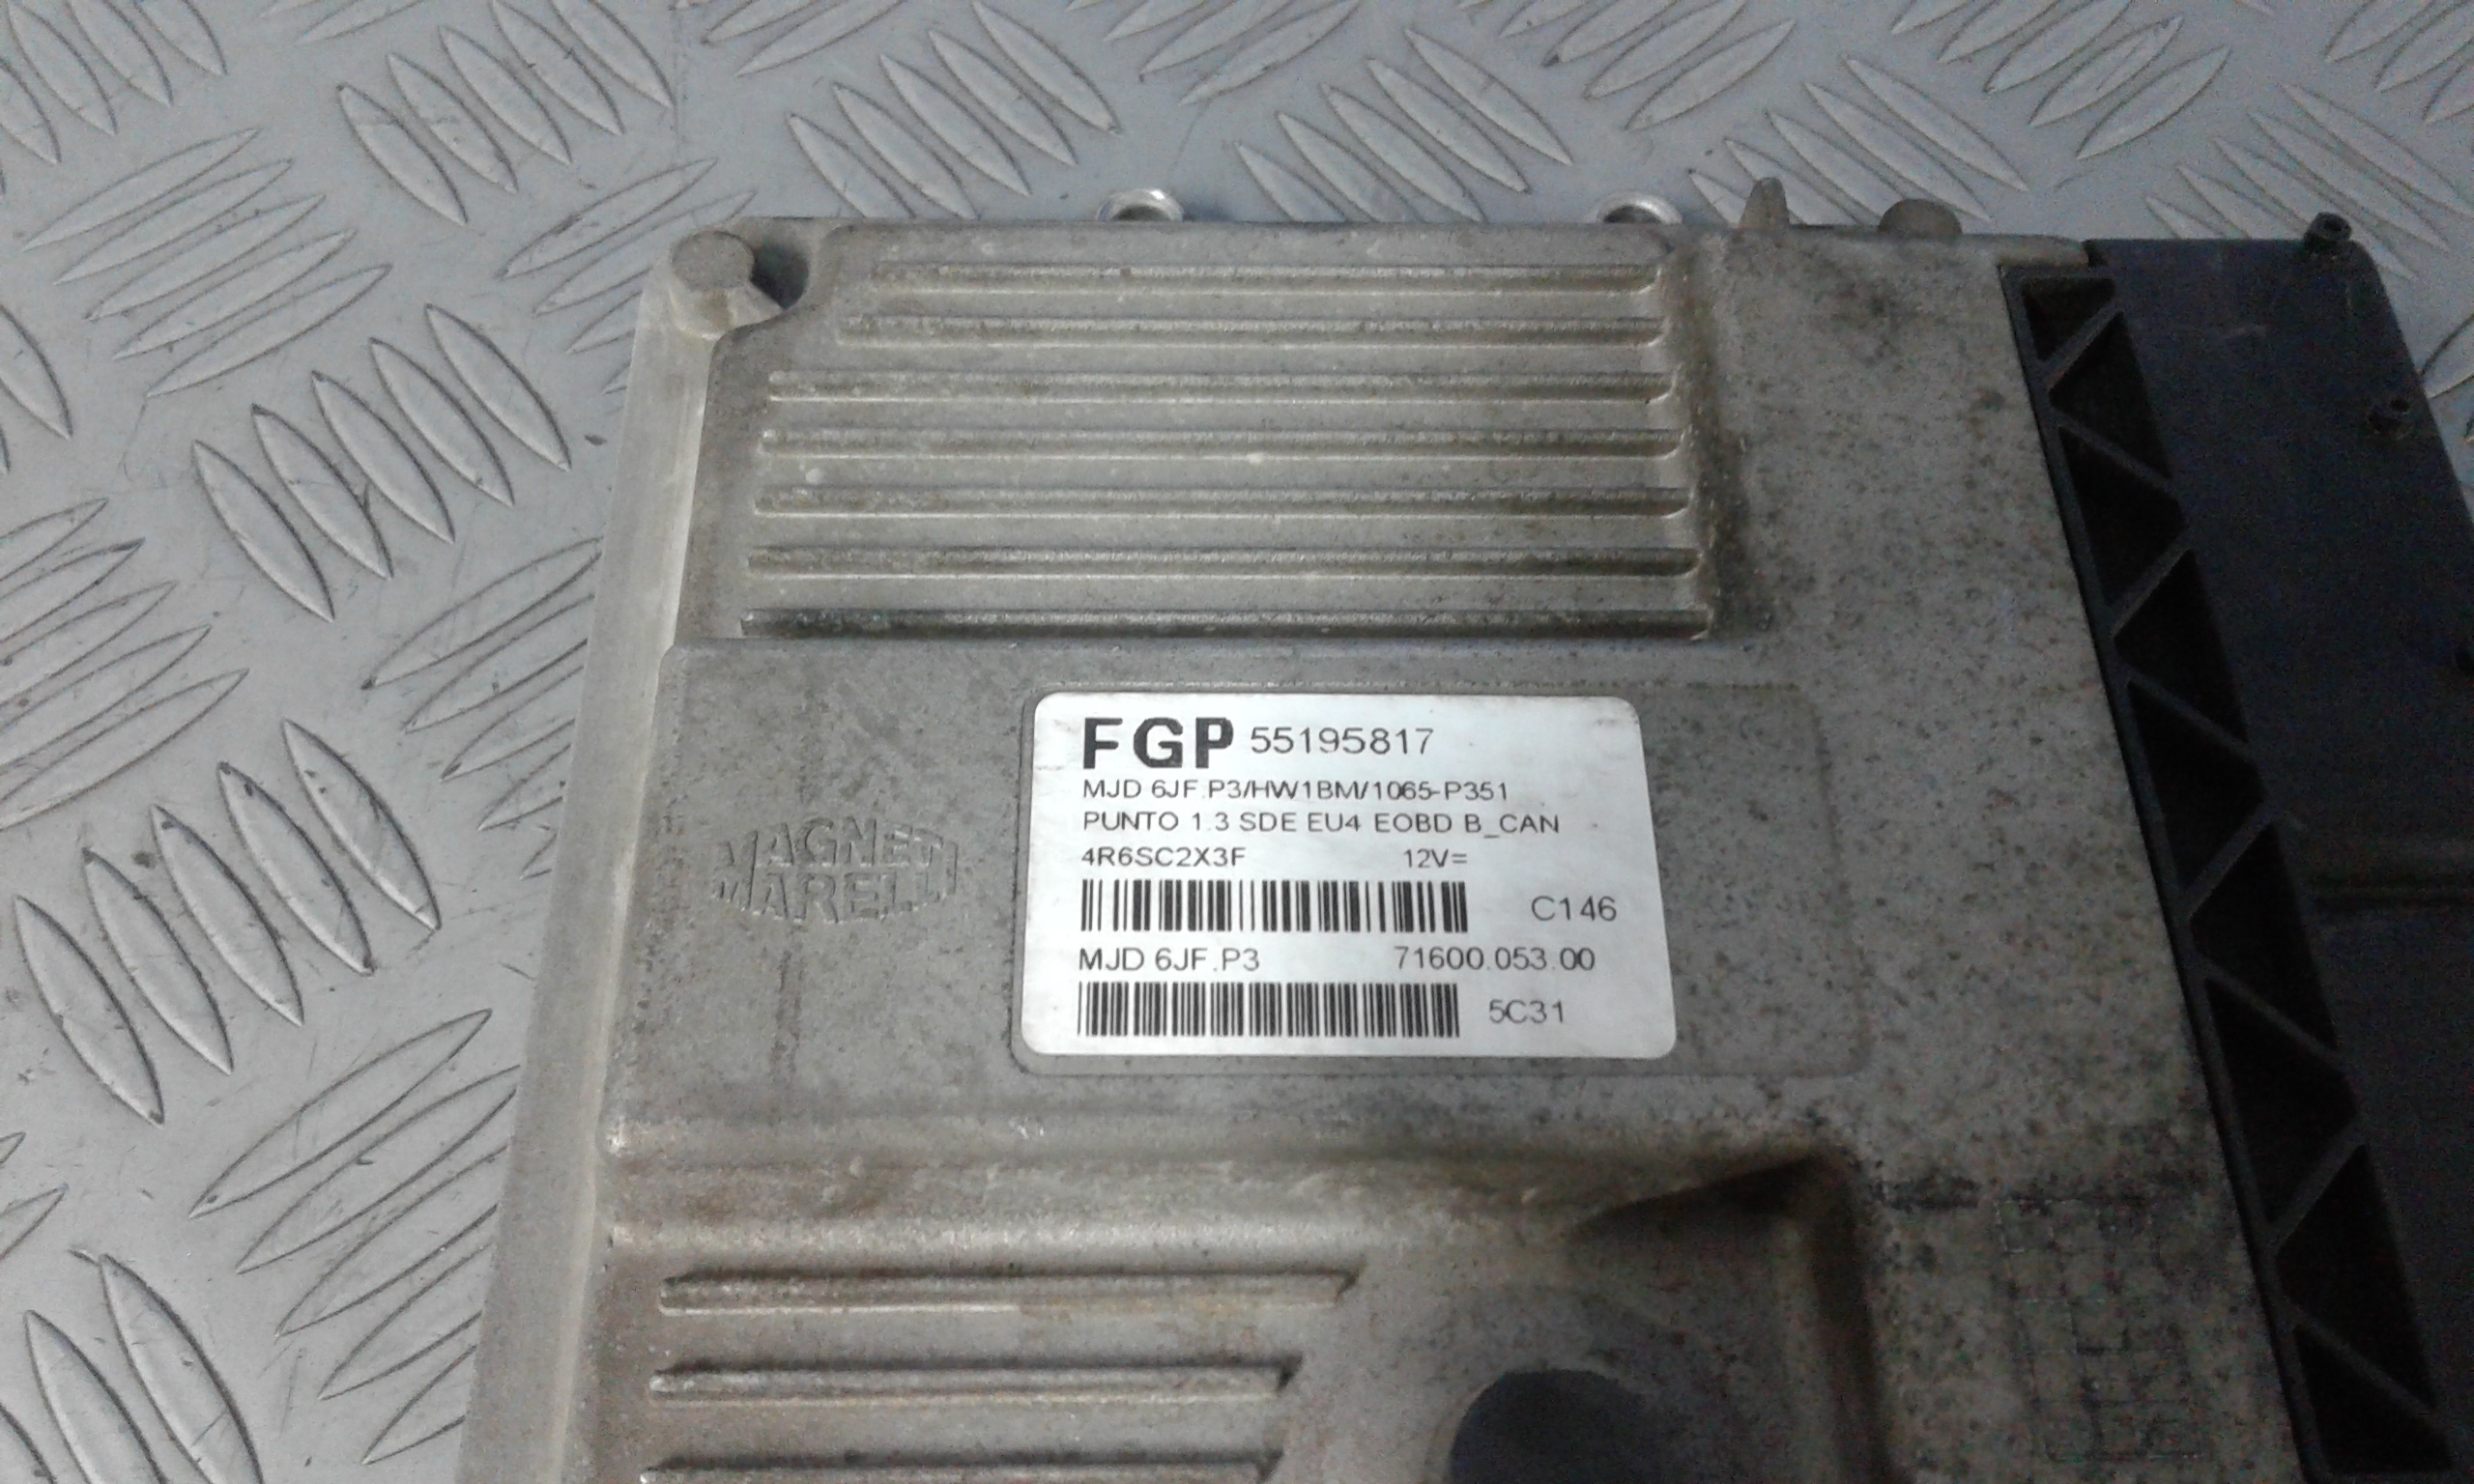 FGP 55195817
MJD 6JF.P3/HW1BM/1065-P351
PUNTO 1.3 SDE EU4 EOBD B_CAN
4R6SC2X3F 12V=
C146
MJD 6JF.P3 71600.053.00
5C31
MAGNETI
MARELLI